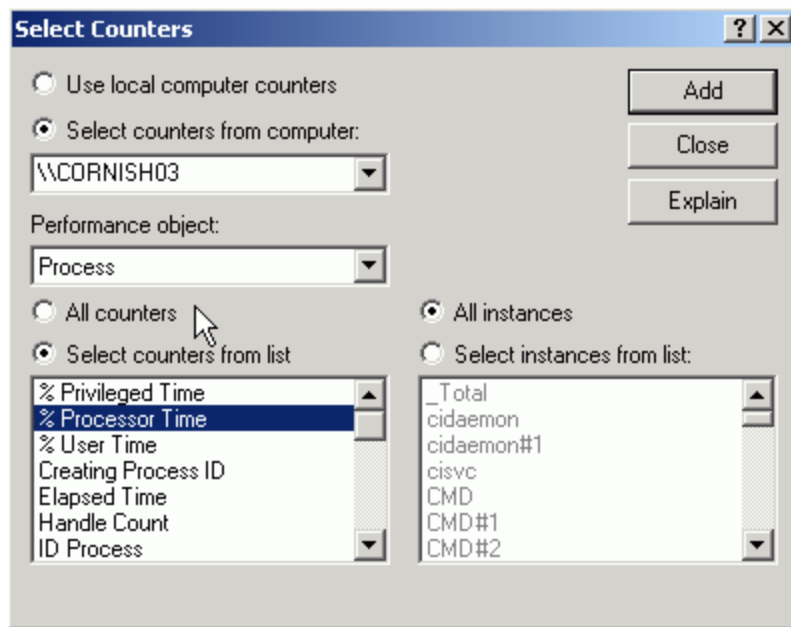 Select Counters
Use local computer counters
Add
Select counters from computer:
Close
\\CORNISH03
Explain
Performance object:
Process
All counters
All instances
Select counters from list
Select instances from list:
% Privileged Time
% Processor Time
% User Time
Creating Process ID
Elapsed Time
Handle Count
ID Process
_Total
cidaemon
cidaemon#1
cisvc
CMD
CMD#1
CMD#2